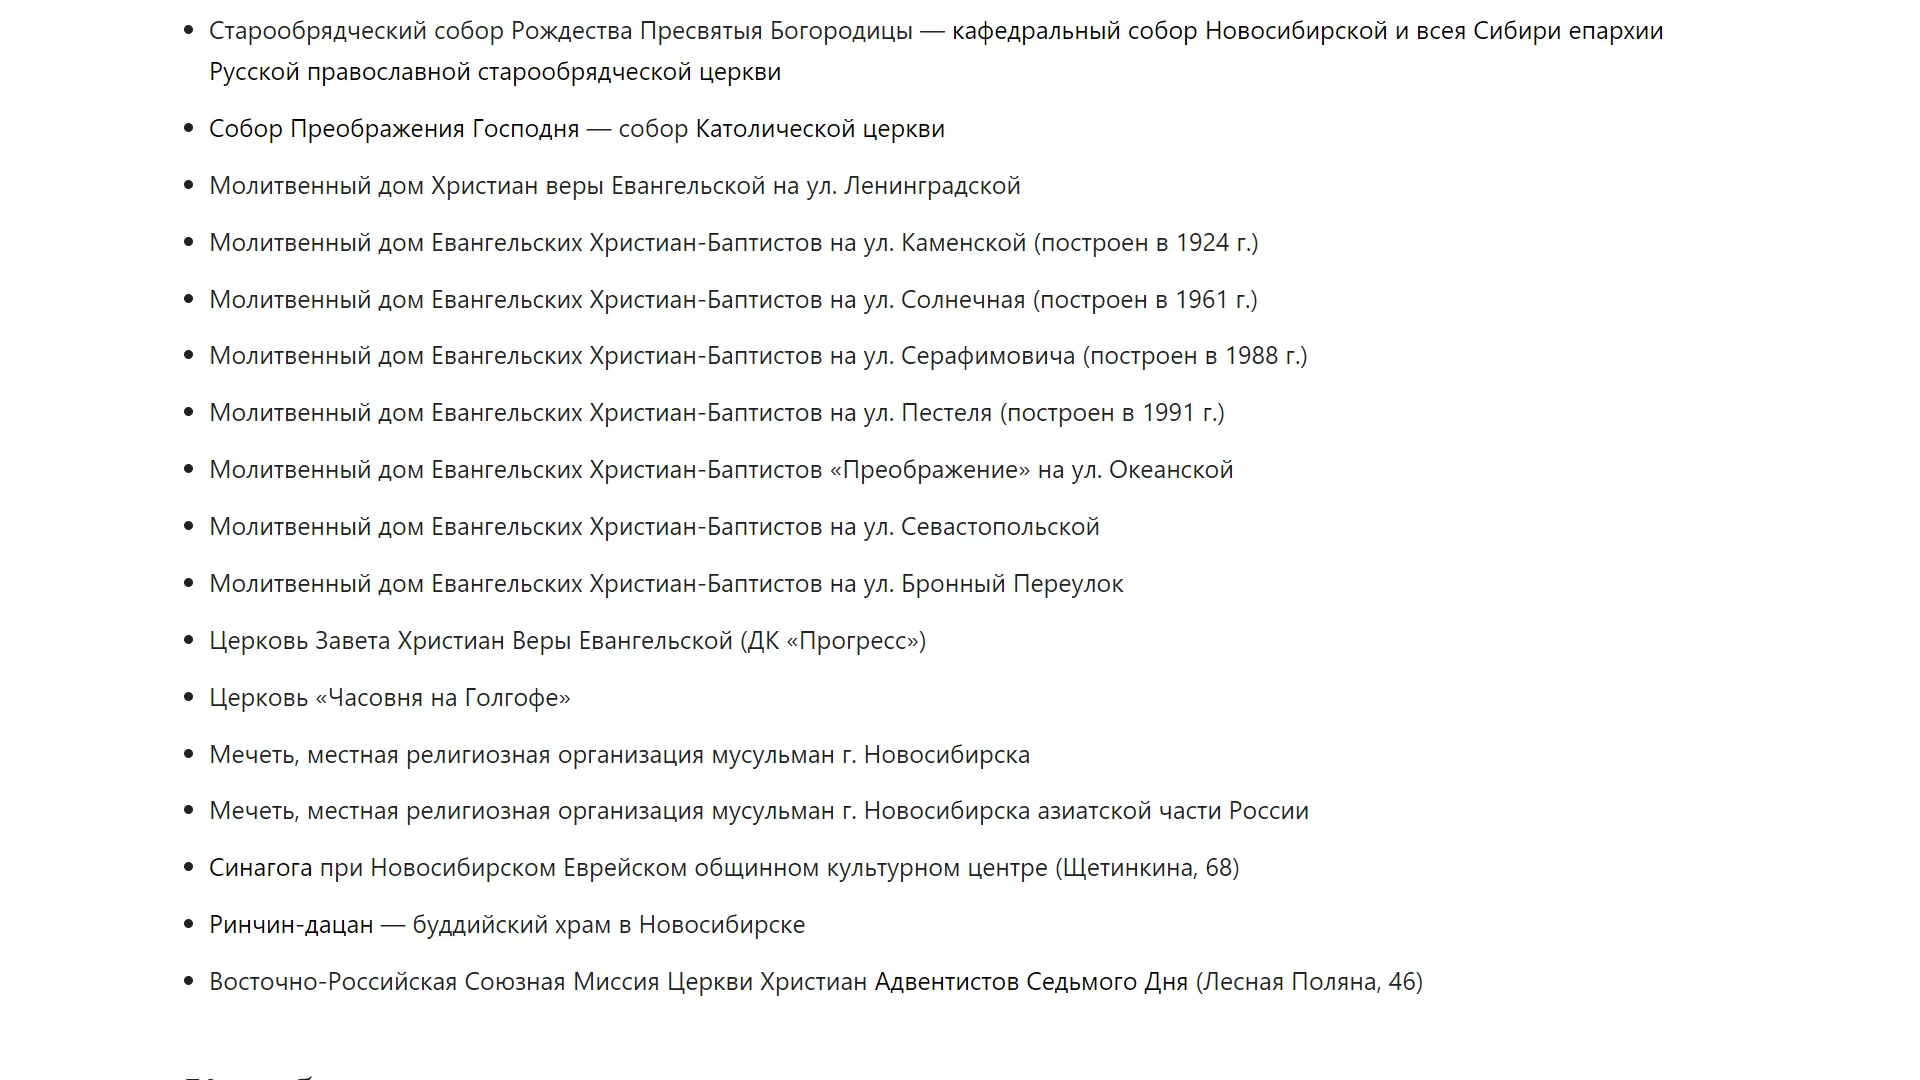 Старообрядческий собор Рождества Пресвятыя Богородицы — кафедральный собор Новосибирской и всея Сибири епархии
Русской православной старообрядческой церкви
Собор Преображения Господня — собор Католической церкви
Молитвенный дом Христиан веры Евангельской на ул. Ленинградской
Молитвенный дом Евангельских Христиан-Баптистов на ул. Каменской (построен в 1924 г.)
Молитвенный дом Евангельских Христиан-Баптистов на ул. Солнечная (построен в 1961 г.)
Молитвенный дом Евангельских Христиан-Баптистов на ул. Серафимовича (построен в 1988 г.)
Молитвенный дом Евангельских Христиан-Баптистов на ул. Пестеля (построен в 1991 г.)
Молитвенный дом Евангельских Христиан-Баптистов «Преображение» на ул. Океанской
Молитвенный дом Евангельских Христиан-Баптистов на ул. Севастопольской
Молитвенный дом Евангельских Христиан-Баптистов на ул. Бронный Переулок
Церковь Завета Христиан Веры Евангельской (ДК «Прогресс»)
Церковь «Часовня на Голгофе»
Мечеть, местная религиозная организация мусульман г. Новосибирска
Мечеть, местная религиозная организация мусульман г. Новосибирска азиатской части России
Синагога при Новосибирском Еврейском общинном культурном центре (Щетинкина, 68)
Ринчин-дацан — буддийский храм в Новосибирске
Восточно-Российская Союзная Миссия Церкви Христиан Адвентистов Седьмого Дня (Лесная Поляна, 46)